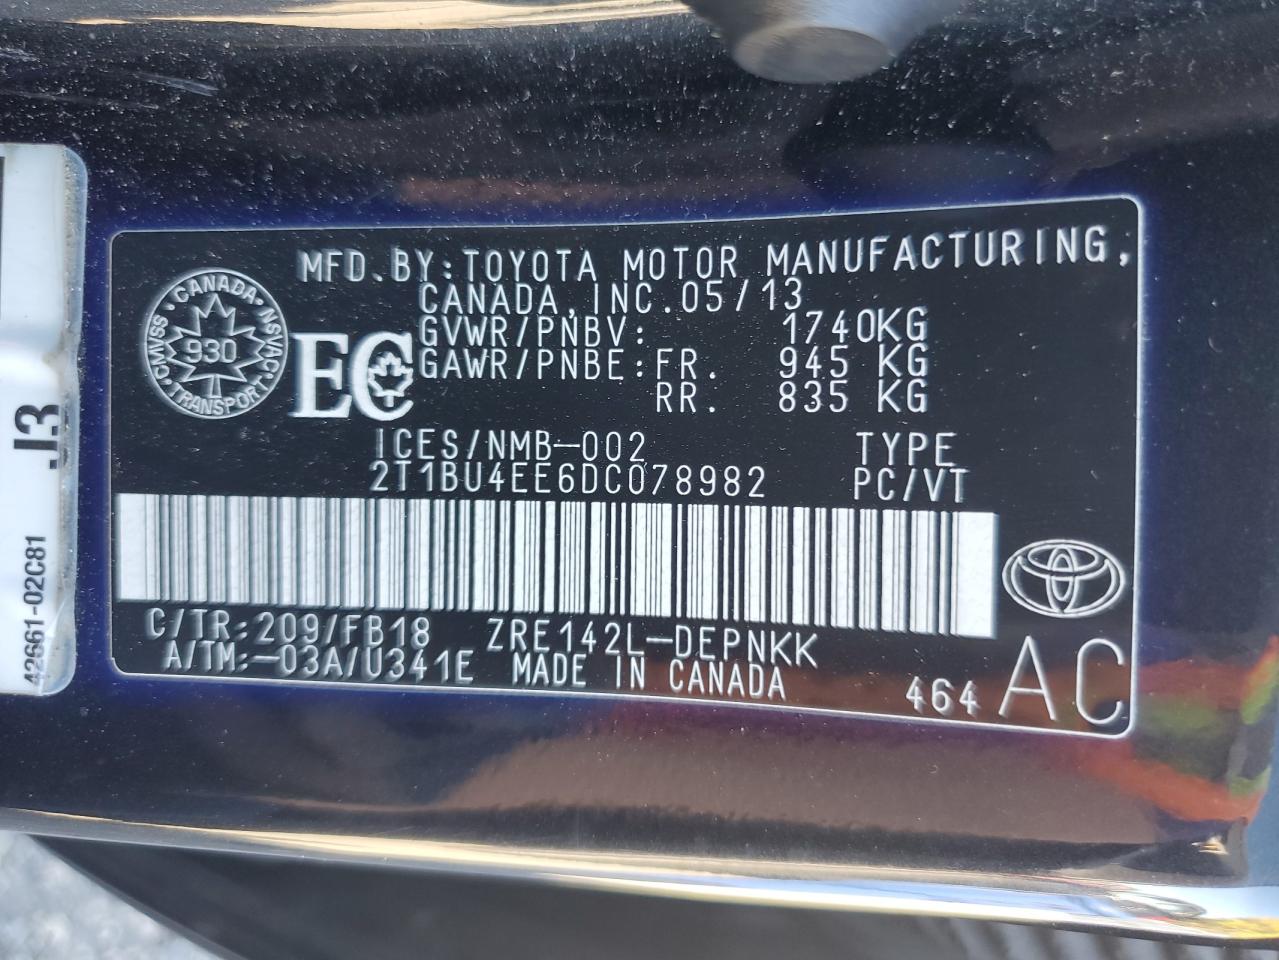 MFD.BY:TOYOTA MOTOR MANUFACTURING,
CANADA,INC.05/13
GVWR/PNBV: 1740KG
GAWR/PNBE:FR. 945 KG
RR. 835 KG
CANADA
CMVSS · NSVAC
930
TRANSPORT
EC
ICES/NMB-002 TYPE
2T1BU4EE6DC078982 PC/VT
C/TR:209/FB18 ZRE142L-DEPNKK
A/TM:-03A/U341E MADE IN CANADA
464 AC
J3
42661-02C81